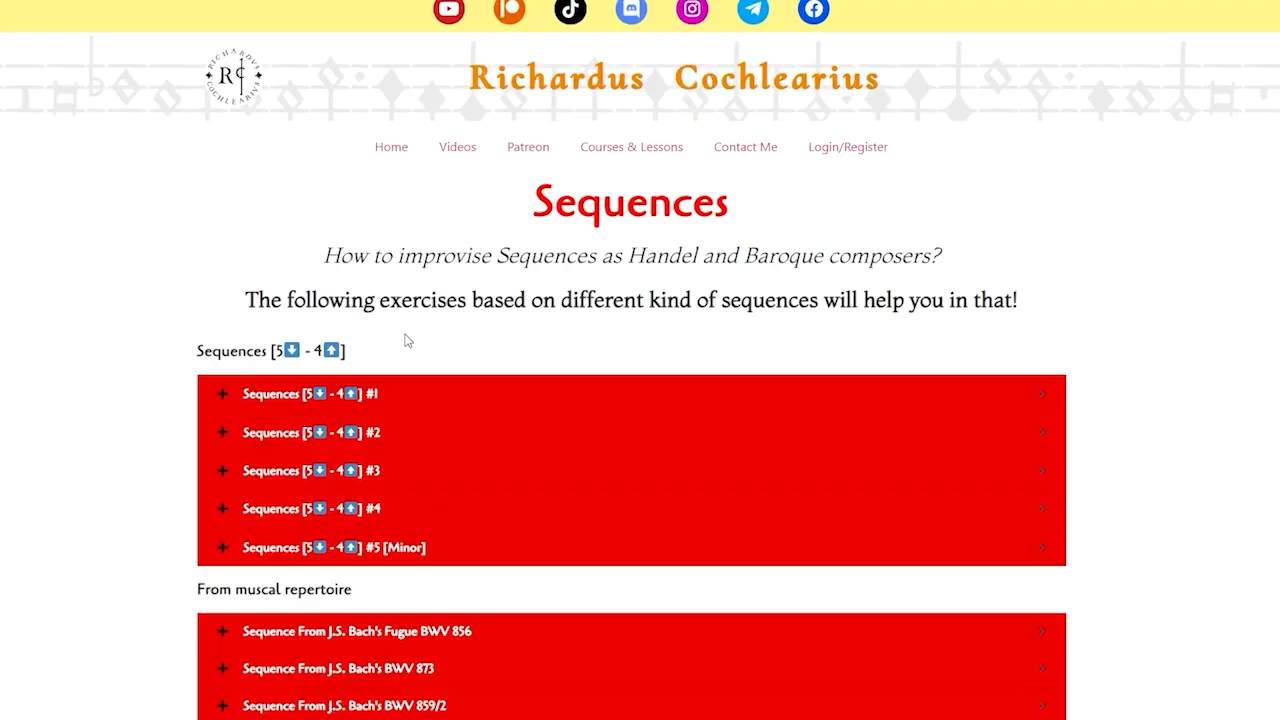 RICHARDVS
R
COCHLEARIVS
Richardus Cochlearius
Home Videos Patreon Courses & Lessons Contact Me Login/Register
Sequences
How to improvise Sequences as Handel and Baroque composers?
The following exercises based on different kind of sequences will help you in that!
Sequences [5⬇️ - 4⬆️]
Sequences [5⬇️ - 4⬆️] #1
Sequences [5⬇️ - 4⬆️] #2
Sequences [5⬇️ - 4⬆️] #3
Sequences [5⬇️ - 4⬆️] #4
Sequences [5⬇️ - 4⬆️] #5 [Minor]
From muscal repertoire
Sequence From J.S. Bach's Fugue BWV 856
Sequence From J.S. Bach's BWV 873
Sequence From J.S. Bach's BWV 859/2